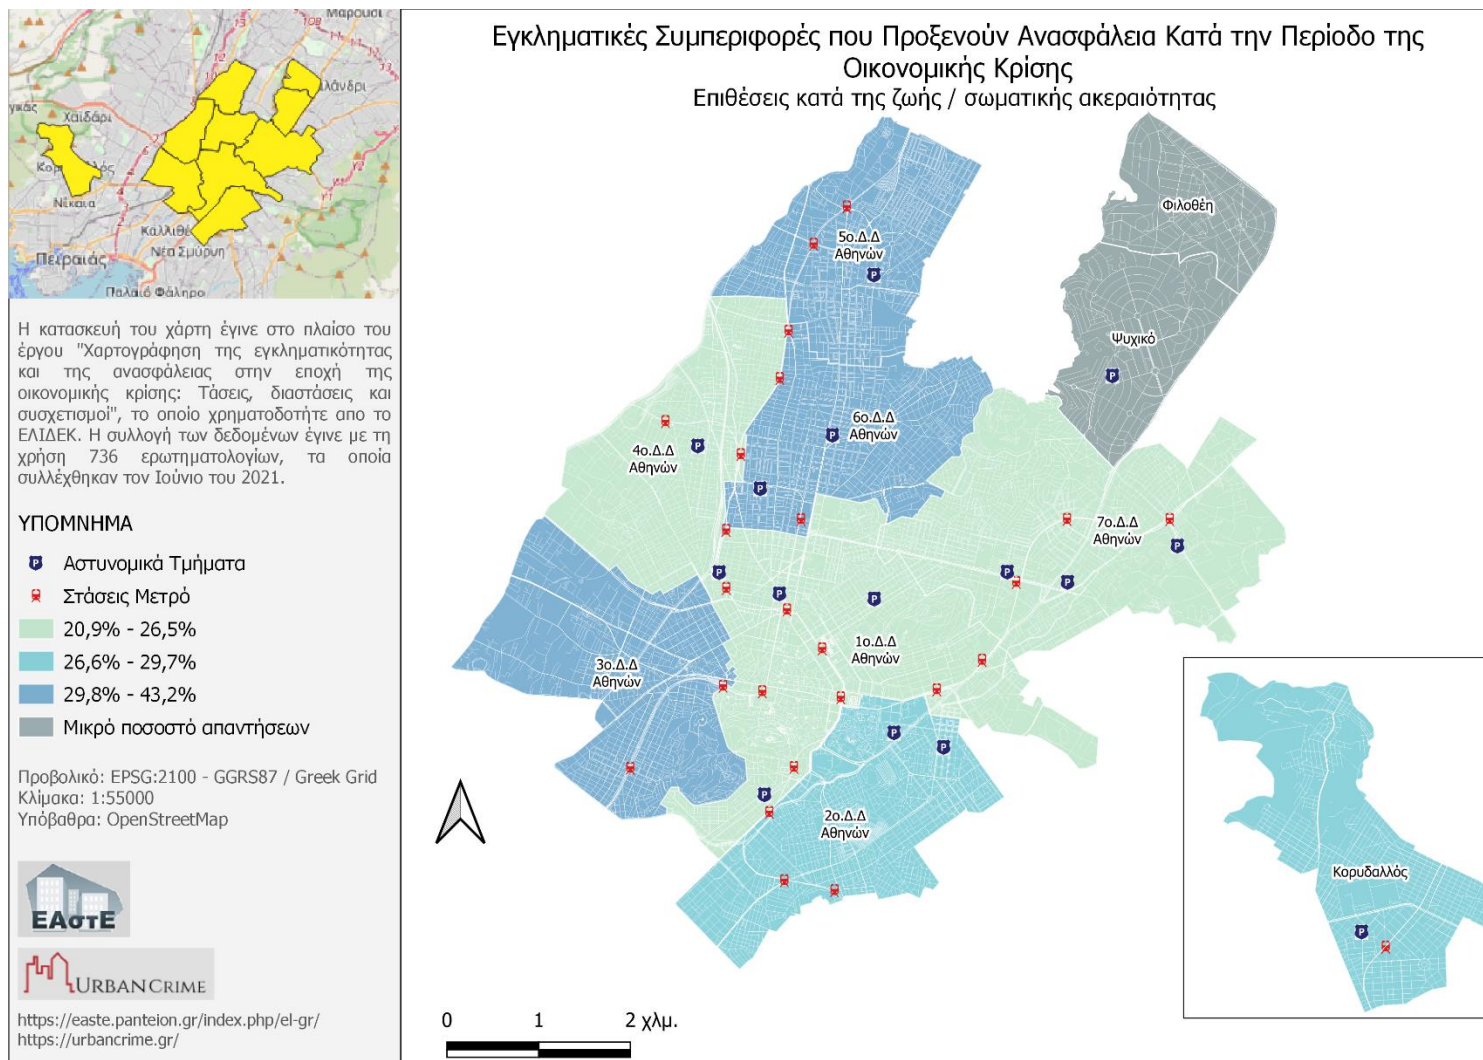 Μαρούσι
108
ιλάνδρι
γκάς
Χαϊδάρι
Νίκαια
Καλλιθέ
Νέα Σμύρνη
Πειραιάς
Παλαιό Φάληρο
Εγκληματικές Συμπεριφορές που Προξενούν Ανασφάλεια Κατά την Περίοδο της
Οικονομικής Κρίσης
Επιθέσεις κατά της ζωής / σωματικής ακεραιότητας
Η κατασκευή του χάρτη έγινε στο πλαίσο του
έργου "Χαρτογράφηση της εγκληματικότητας
και της ανασφάλειας στην εποχή της
οικονομικής κρίσης: Τάσεις, διαστάσεις και
συσχετισμοί", το οποίο χρηματοδοτήτε απο το
ΕΛΙΔΕΚ. Η συλλογή των δεδομένων έγινε με τη
χρήση 736 ερωτηματολογίων, τα οποία
συλλέχθηκαν τον Ιούνιο του 2021.
ΥΠΟΜΝΗΜΑ
Αστυνομικά Τμήματα
Στάσεις Μετρό
20,9% - 26,5%
26,6% - 29,7%
29,8% - 43,2%
Μικρό ποσοστό απαντήσεων
Προβολικό: EPSG:2100 - GGRS87 / Greek Grid
Κλίμακα: 1:55000
Υπόβαθρα: OpenStreetMap
ΕΑστΕ
URBANCRIME
https://easte.panteion.gr/index.php/el-gr/
https://urbancrime.gr/
Φιλοθέη
5ο.Δ.Δ
Αθηνών
Ψυχικό
6ο.Δ.Δ
Αθηνών
4ο.Δ.Δ
Αθηνών
7ο.Δ.Δ
Αθηνών
1ο.Δ.Δ
Αθηνών
3ο.Δ.Δ
Αθηνών
2ο.Δ.Δ
Αθηνών
Κορυδαλλός
0 1 2 χλμ.